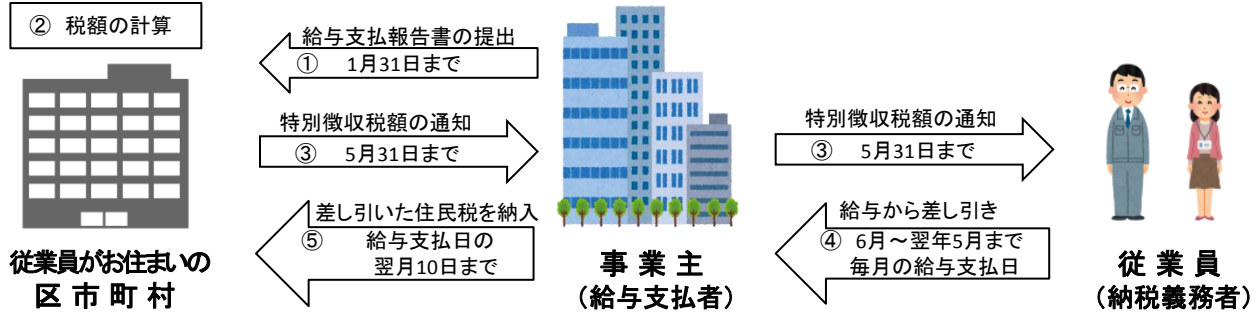 ② 税額の計算
給与支払報告書の提出
① 1月31日まで
特別徴収税額の通知
③ 5月31日まで
差し引いた住民税を納入
⑤ 給与支払日の
翌月10日まで
従業員がお住まいの
区市町村
事業主
（給与支払者）
特別徴収税額の通知
③ 5月31日まで
給与から差し引き
④ 6月～翌年5月まで
毎月の給与支払日
従業員
（納税義務者）